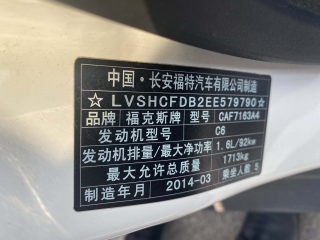 中国·长安福特汽车有限公司制造
☆LVSHCFDB2EE579790☆
品牌 福克斯牌 型号 CAF7163A4
发动机型号 C6
发动机排量/最大净功率 1.6L/92kw
最大允许总质量 1713kg
制造年月 2014-03 乘坐人数 5